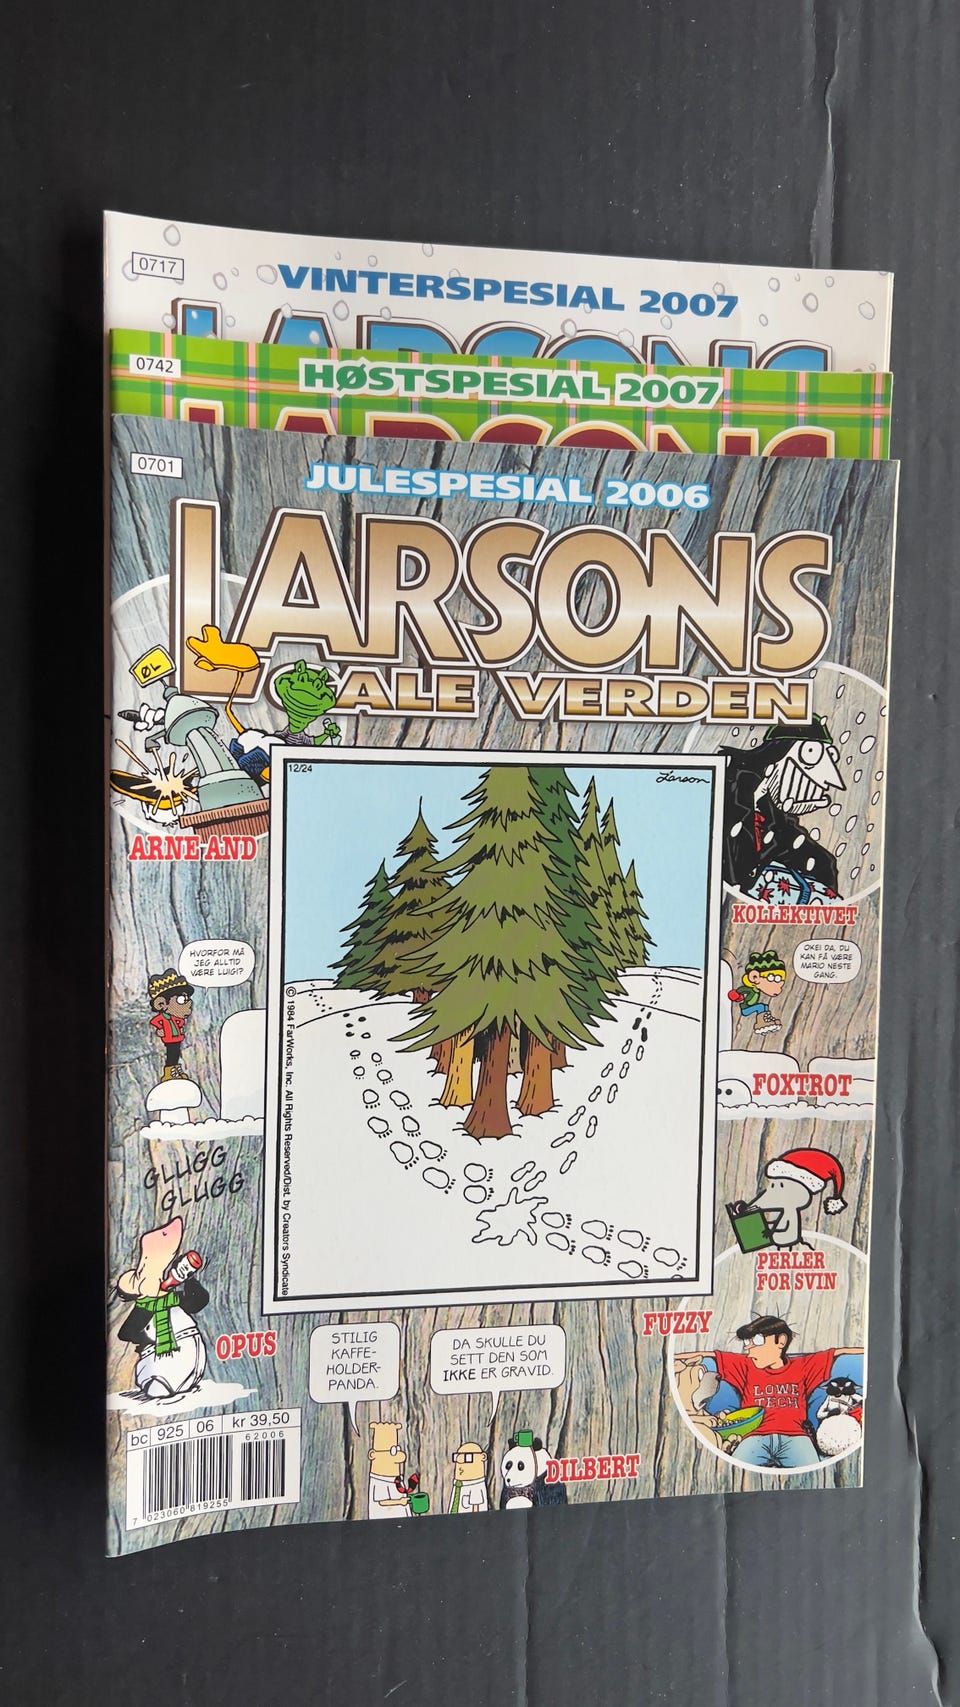 0717
VINTERSPESIAL 2007
LARSONS
0742
HØSTSPESIAL 2007
LARSONS
0701
JULESPESIAL 2006
LARSONS
GALE VERDEN
ØL
12/24
Larson
ARNE AND
KOLLEKTIVET
HVORFOR MÅ
JEG ALLTID
VÆRE LUIGI?
OKEI DA, DU
KAN FÅ VÆRE
MARIO NESTE
GANG.
© 1984 FarWorks, Inc. All Rights Reserved/Dist. by Creators Syndicate
FOXTROT
GLUGG
GLUGG
PERLER
FOR SVIN
OPUS
FUZZY
STILIG
KAFFE-
HOLDER-
PANDA.
DA SKULLE DU
SETT DEN SOM
IKKE ER GRAVID.
LOWE
TECH
DILBERT
bc 925 06 kr 39,50
62006
7 023060 819255